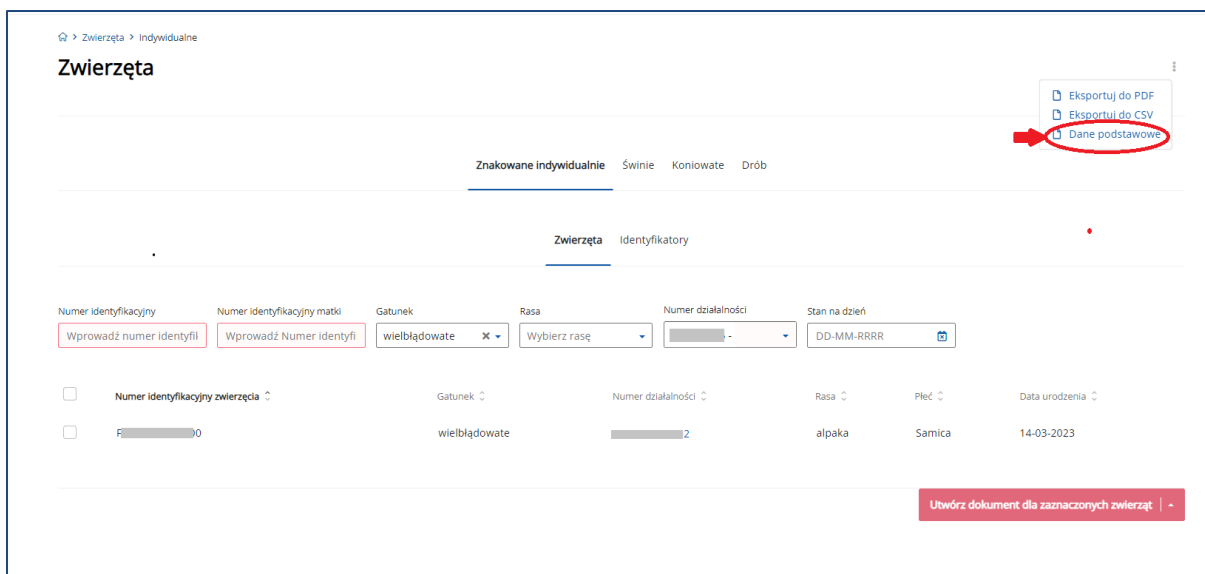 Zwierzęta > Indywidualne
Zwierzęta
Eksportuj do PDF
Eksportuj do CSV
Dane podstawowe
Znakowane indywidualnie Świnie Koniowate Drób
Zwierzęta Identyfikatory
Numer identyfikacyjny Numer identyfikacyjny matki Gatunek Rasa Numer działalności Stan na dzień
Wprowadź numer identyfil Wprowadź Numer identyfi wielbłądowate Wybierz rasę - DD-MM-RRRR
Numer identyfikacyjny zwierzęcia Gatunek Numer działalności Rasa Płeć Data urodzenia
F 00 wielbłądowate 2 alpaka Samica 14-03-2023
Utwórz dokument dla zaznaczonych zwierząt